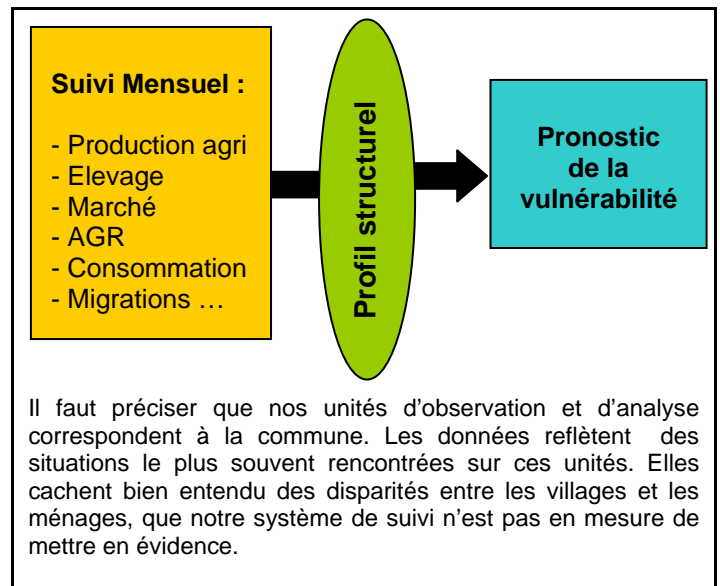 Suivi Mensuel :
- Production agri
- Elevage
- Marché
- AGR
- Consommation
- Migrations …
Profil structurel
Pronostic
de la
vulnérabilité
Il faut préciser que nos unités d'observation et d'analyse
correspondent à la commune. Les données reflètent des
situations le plus souvent rencontrées sur ces unités. Elles
cachent bien entendu des disparités entre les villages et les
ménages, que notre système de suivi n'est pas en mesure de
mettre en évidence.